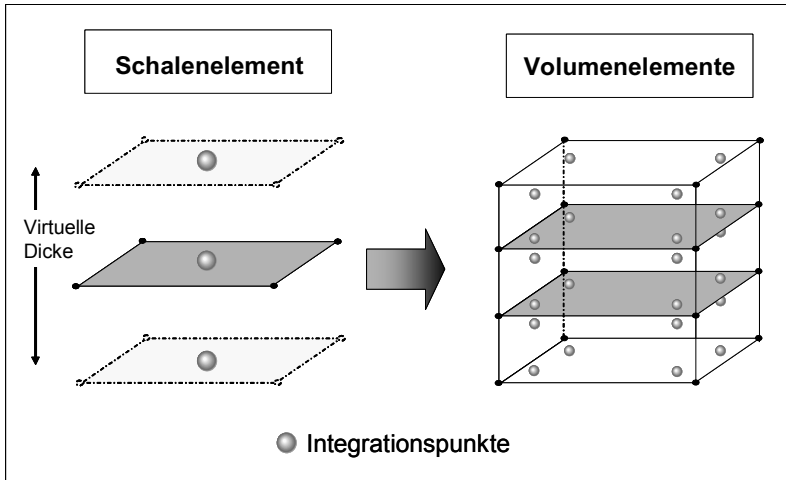 Schalenelement
Volumenelemente
Virtuelle
Dicke
Integrationspunkte